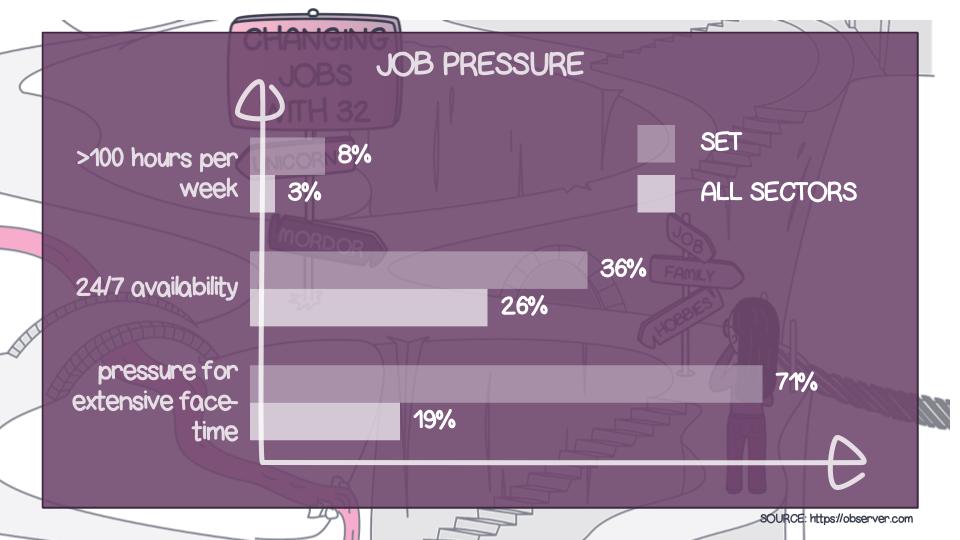 CHANGING
JOBS
WITH 32
JOB PRESSURE
>100 hours per
week
8%
3%
UNICORN
SET
ALL SECTORS
MORDOR
24/7 availability
36%
26%
JOB
FAMILY
HOBBIES
pressure for
extensive face-
time
71%
19%
SOURCE: https://observer.com